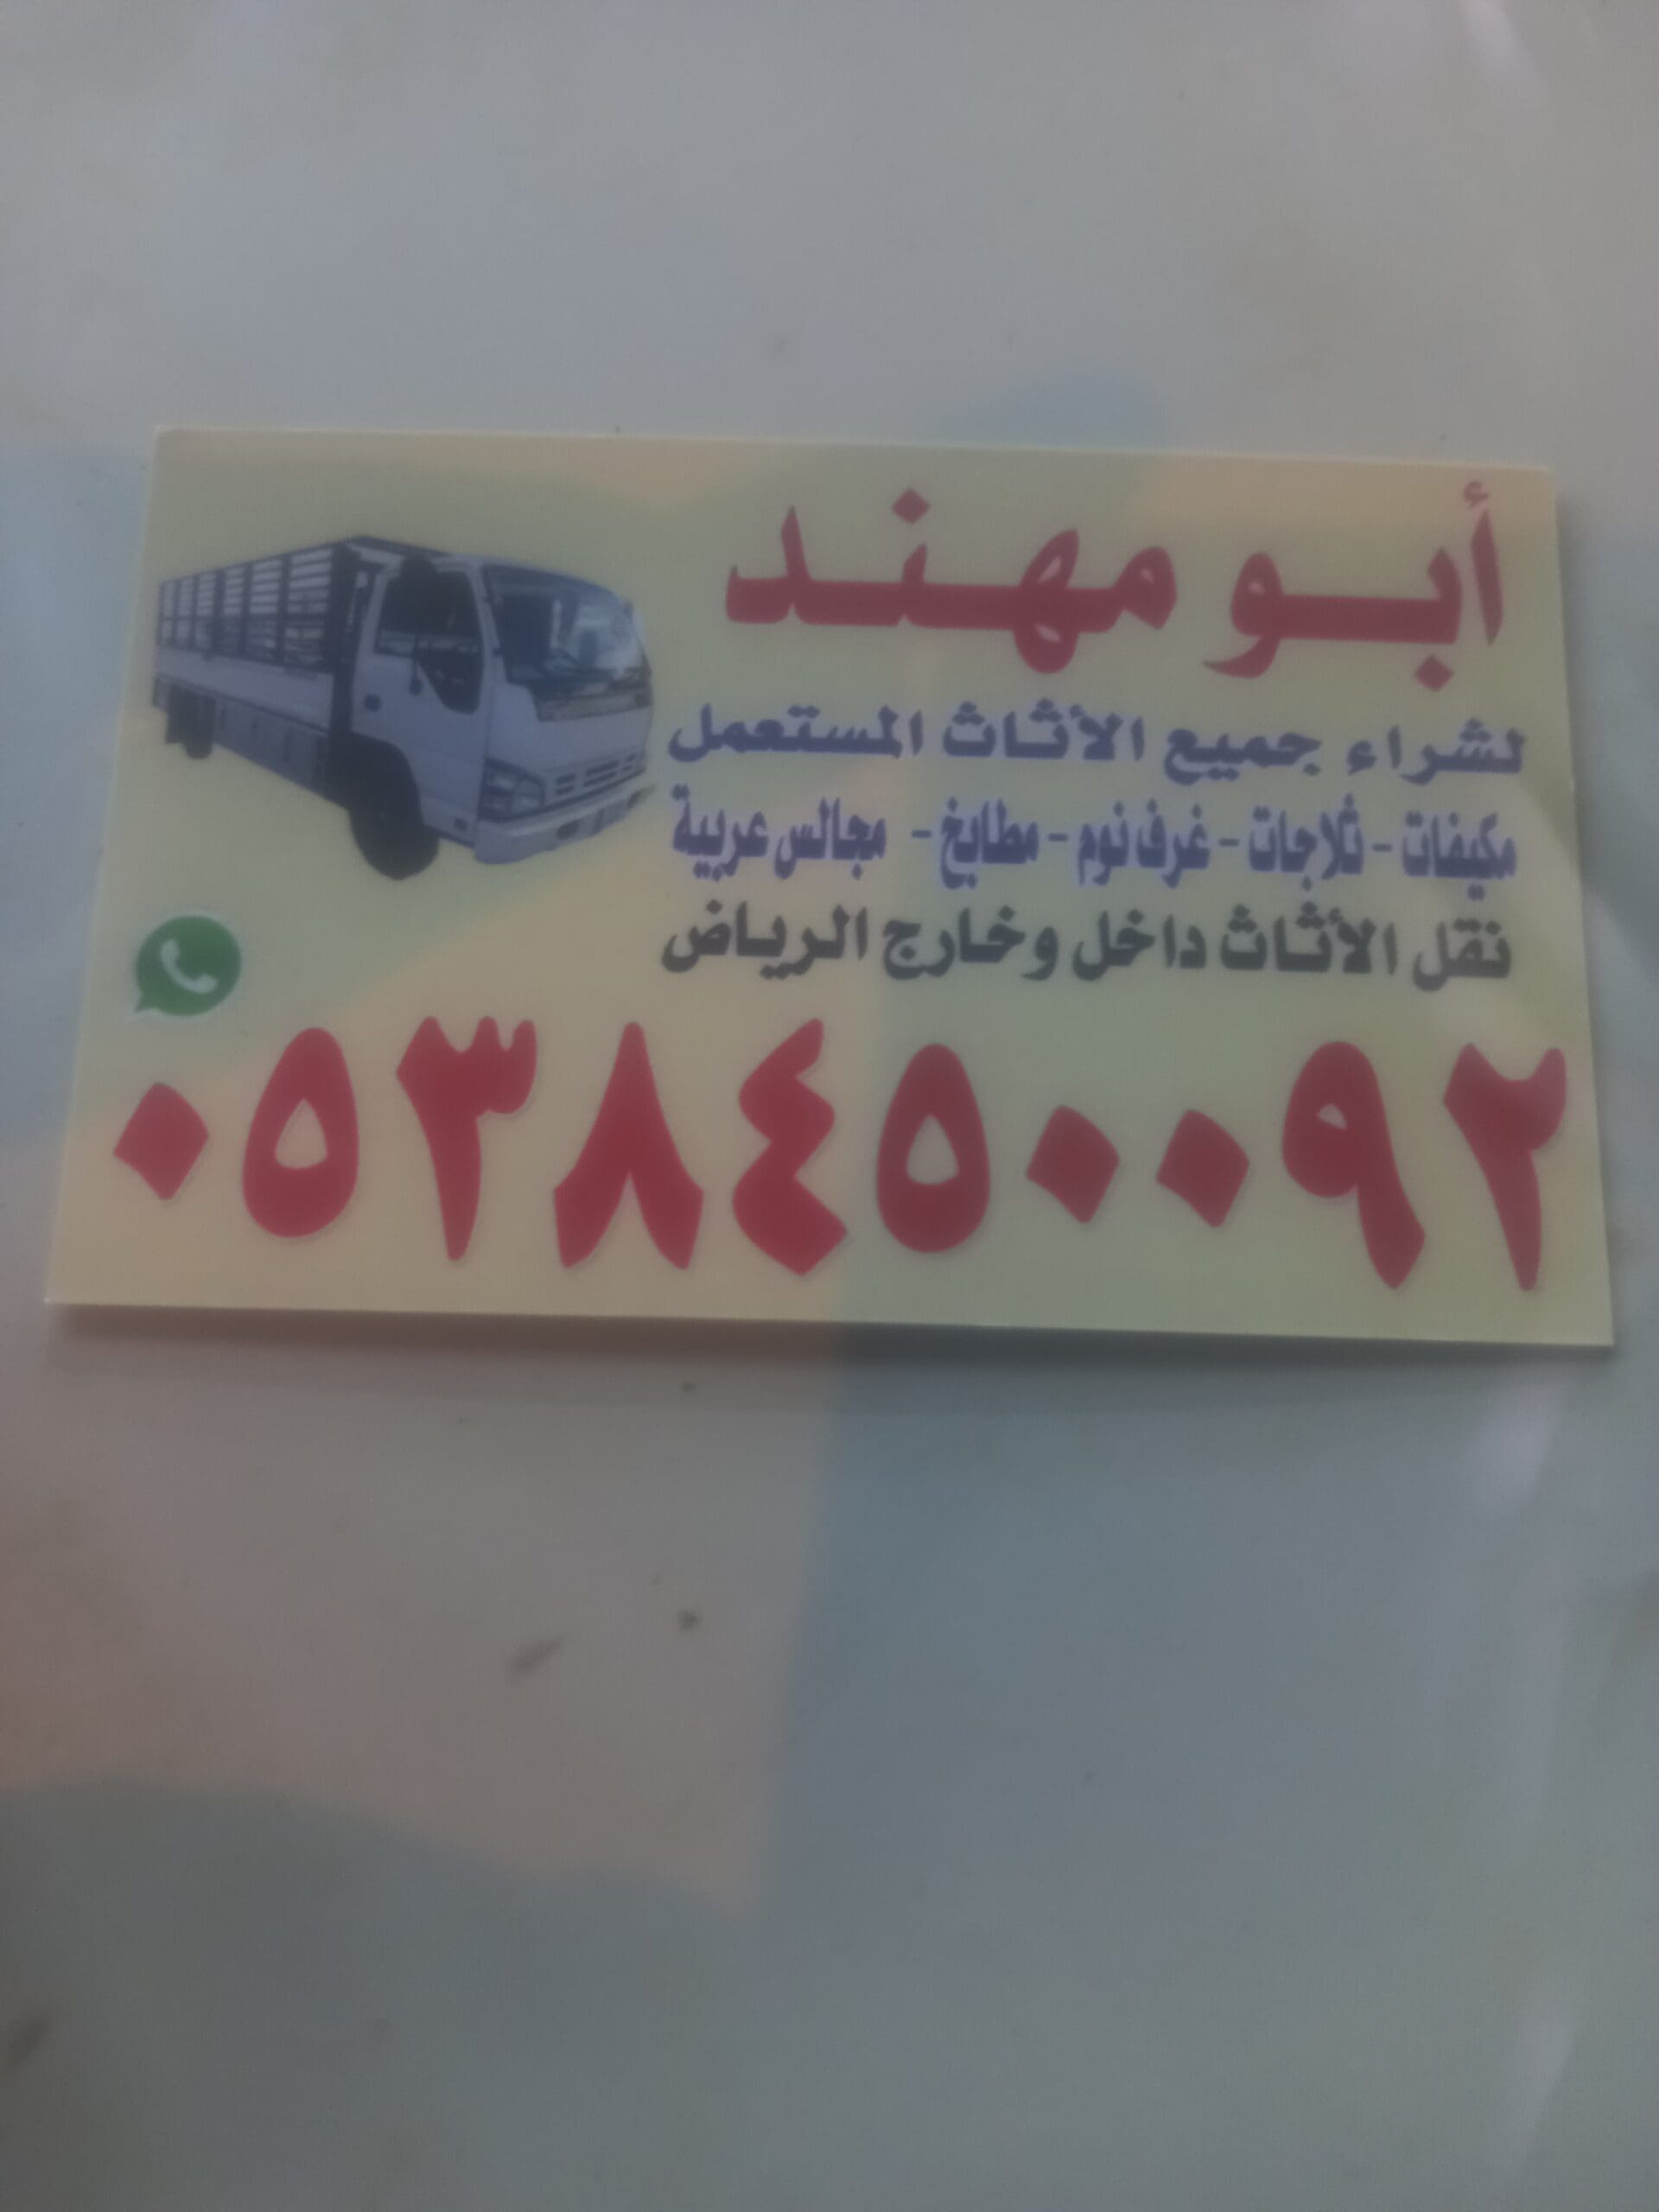 أبو مهند
لشراء جميع الأثاث المستعمل
مكيفات - ثلاجات - غرف نوم - مطابخ - مجالس عربية
نقل الأثاث داخل وخارج الرياض
٠٥٣٨٤٥٠٠٩٢